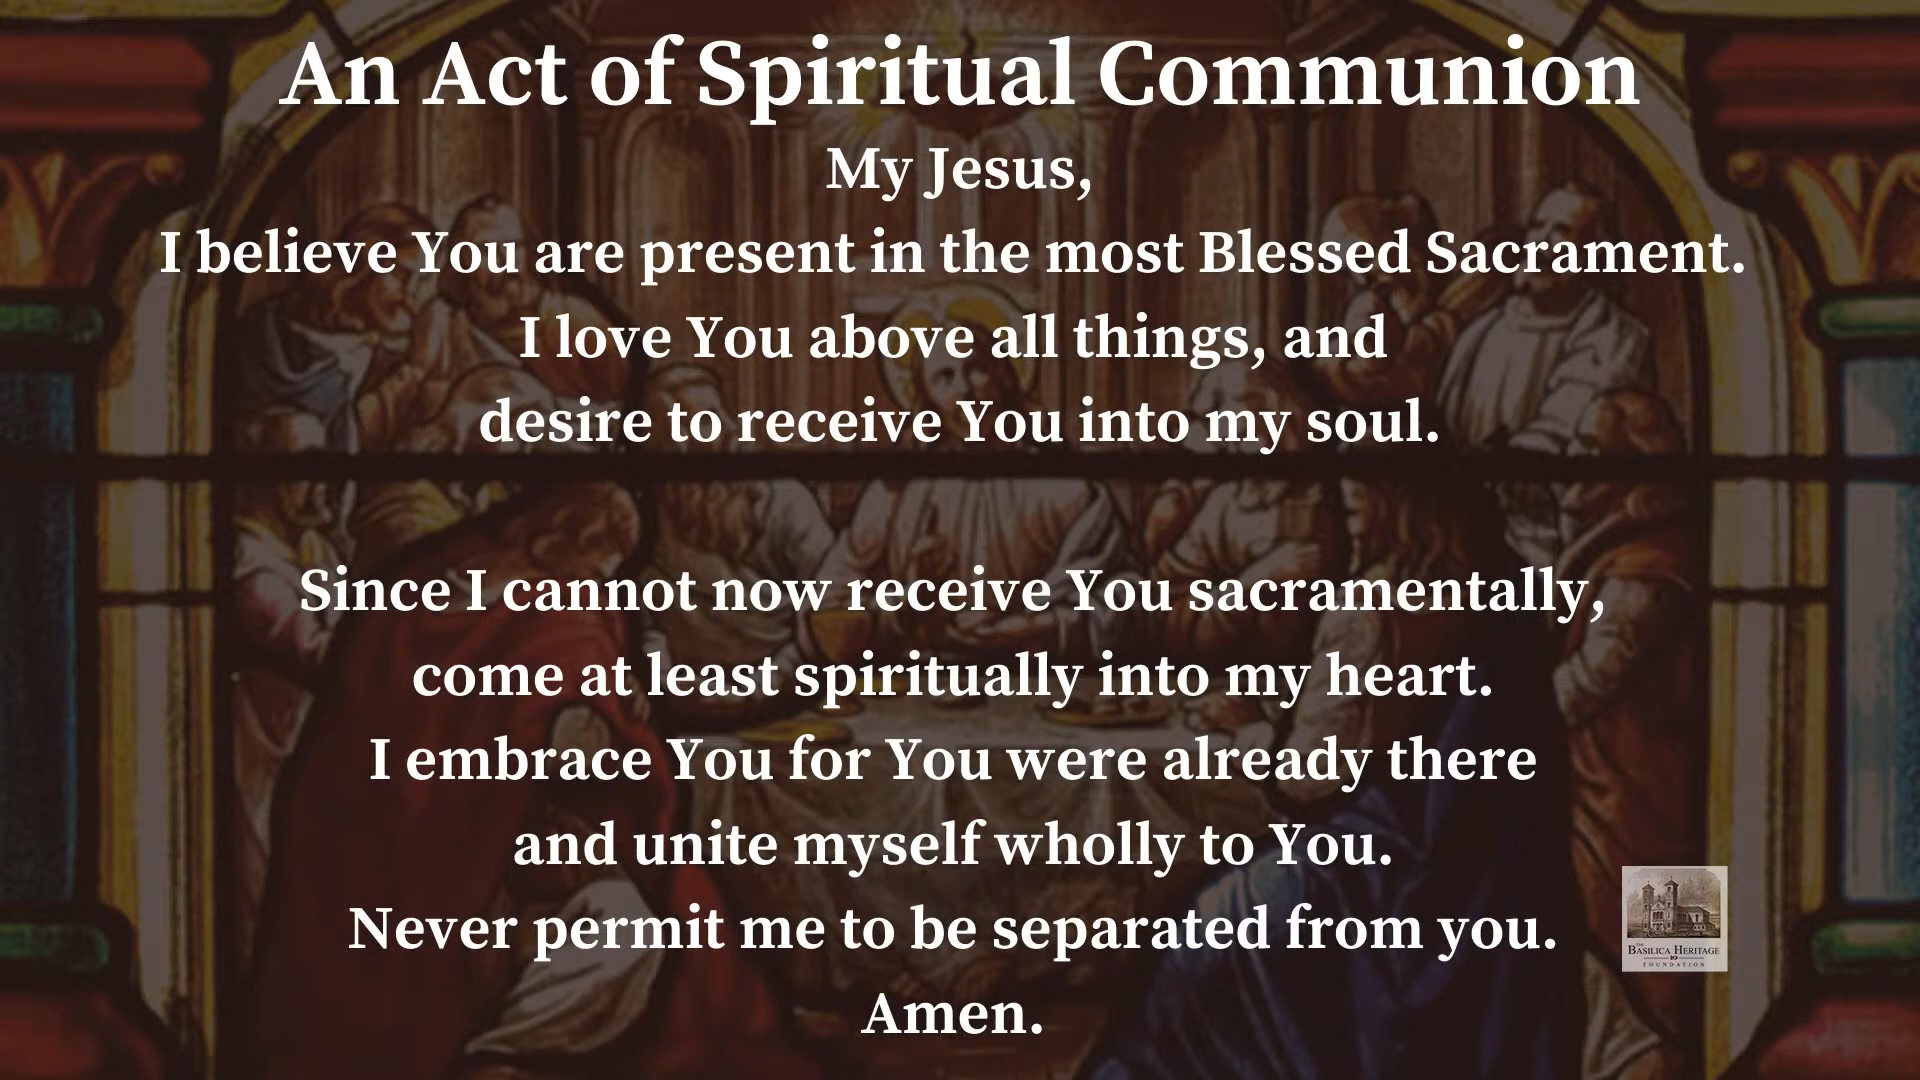 An Act of Spiritual Communion
My Jesus,
I believe You are present in the most Blessed Sacrament.
I love You above all things, and
desire to receive You into my soul.
Since I cannot now receive You sacramentally,
come at least spiritually into my heart.
I embrace You for You were already there
and unite myself wholly to You.
Never permit me to be separated from you.
Amen.
THE
BASILICA HERITAGE
FOUNDATION